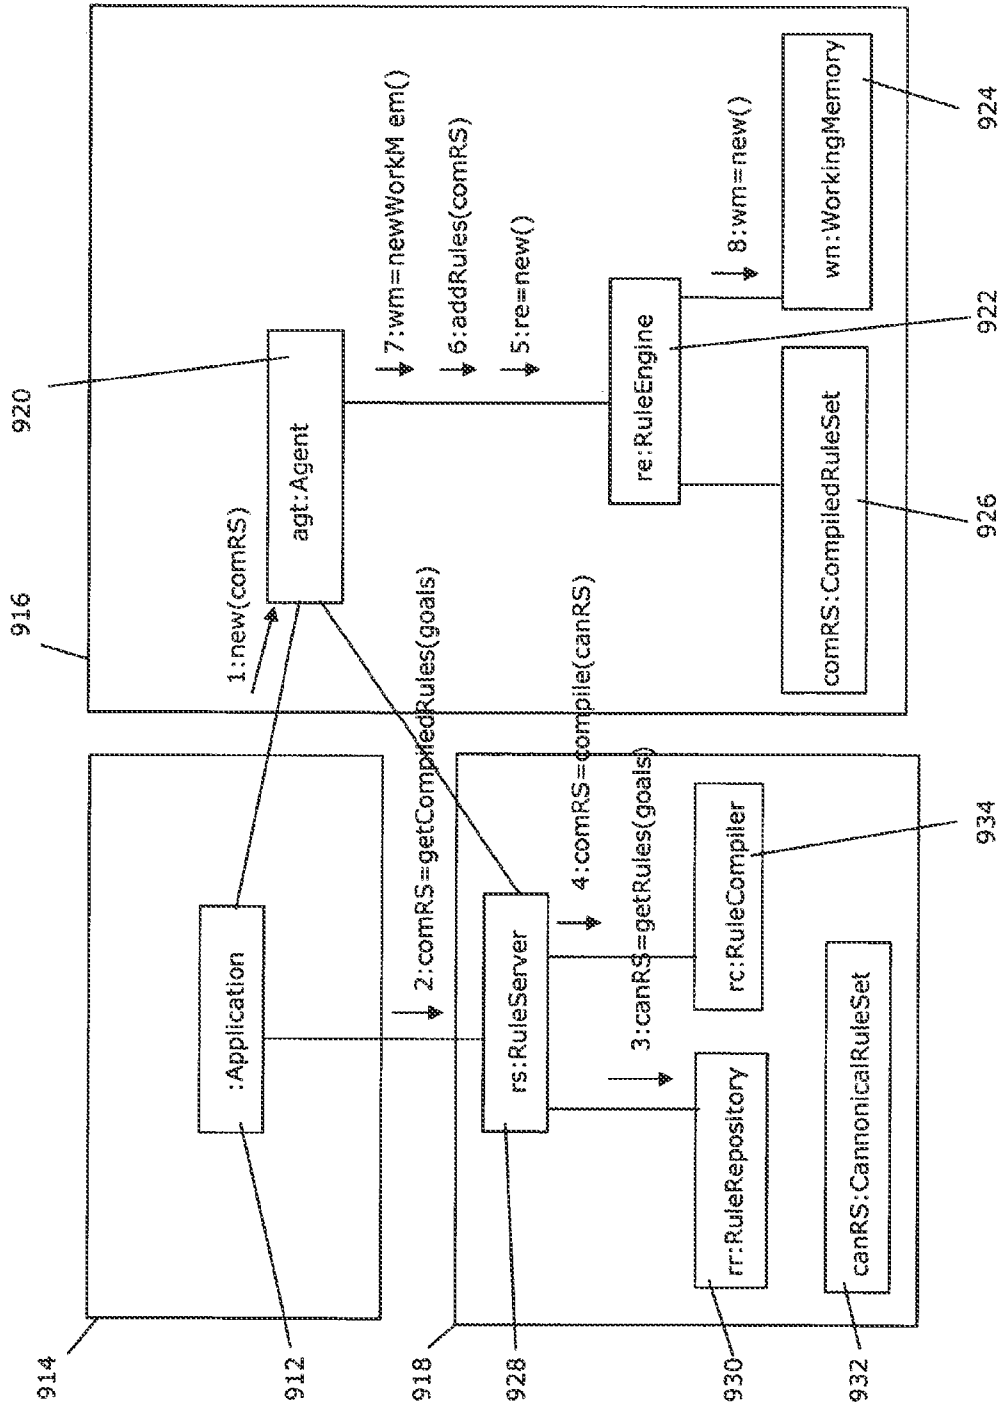 914
916
920
:Application
912
1:new(comRS)
agt:Agent
2:comRS=getCompiledRules(goals)
7:wm=newWorkM em()
6:addRules(comRS)
5:re=new()
918
rs:RuleServer
928
4:comRS=compile(canRS)
3:canRS=getRules(goals)
re:RuleEngine
922
8:wm=new()
rr:RuleRepository
930
rc:RuleCompiler
934
canRS:CannonicalRuleSet
932
comRS:CompiledRuleSet
926
wn:WorkingMemory
924